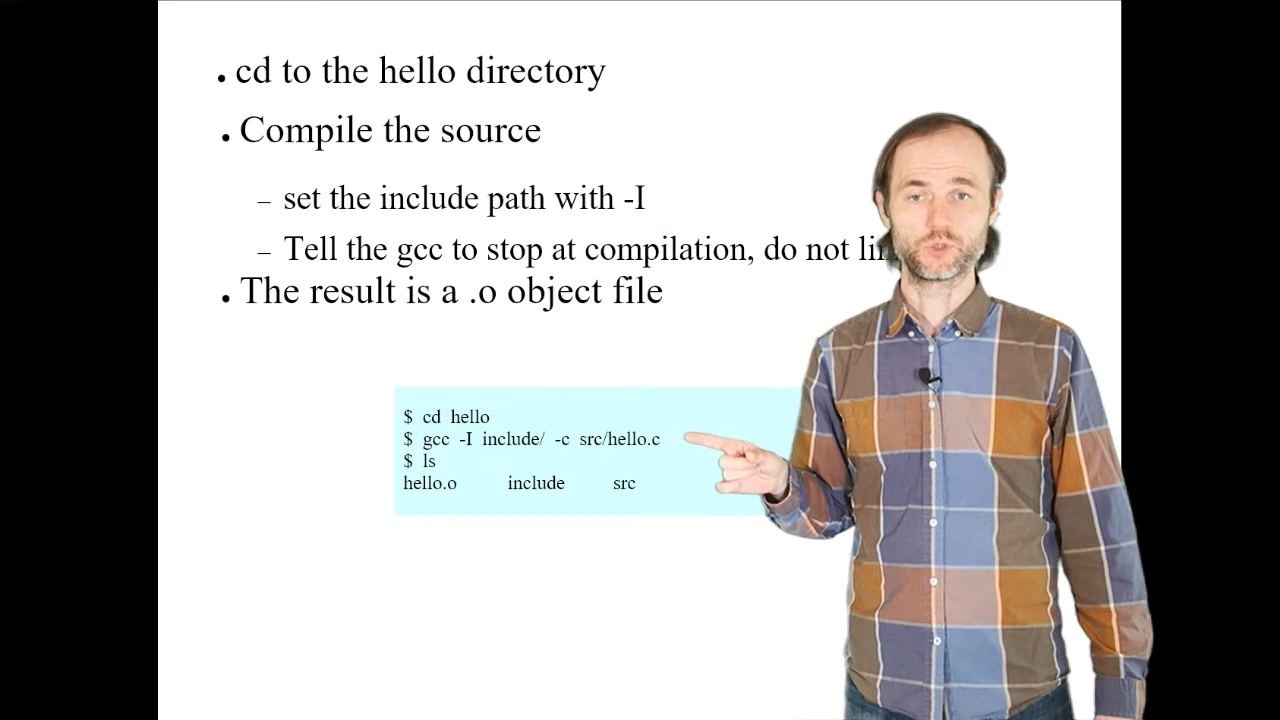 • cd to the hello directory
• Compile the source
– set the include path with -I
– Tell the gcc to stop at compilation, do not
• The result is a .o object file
$ cd hello
$ gcc -I include/ -c src/hello.c
$ ls
hello.o include src